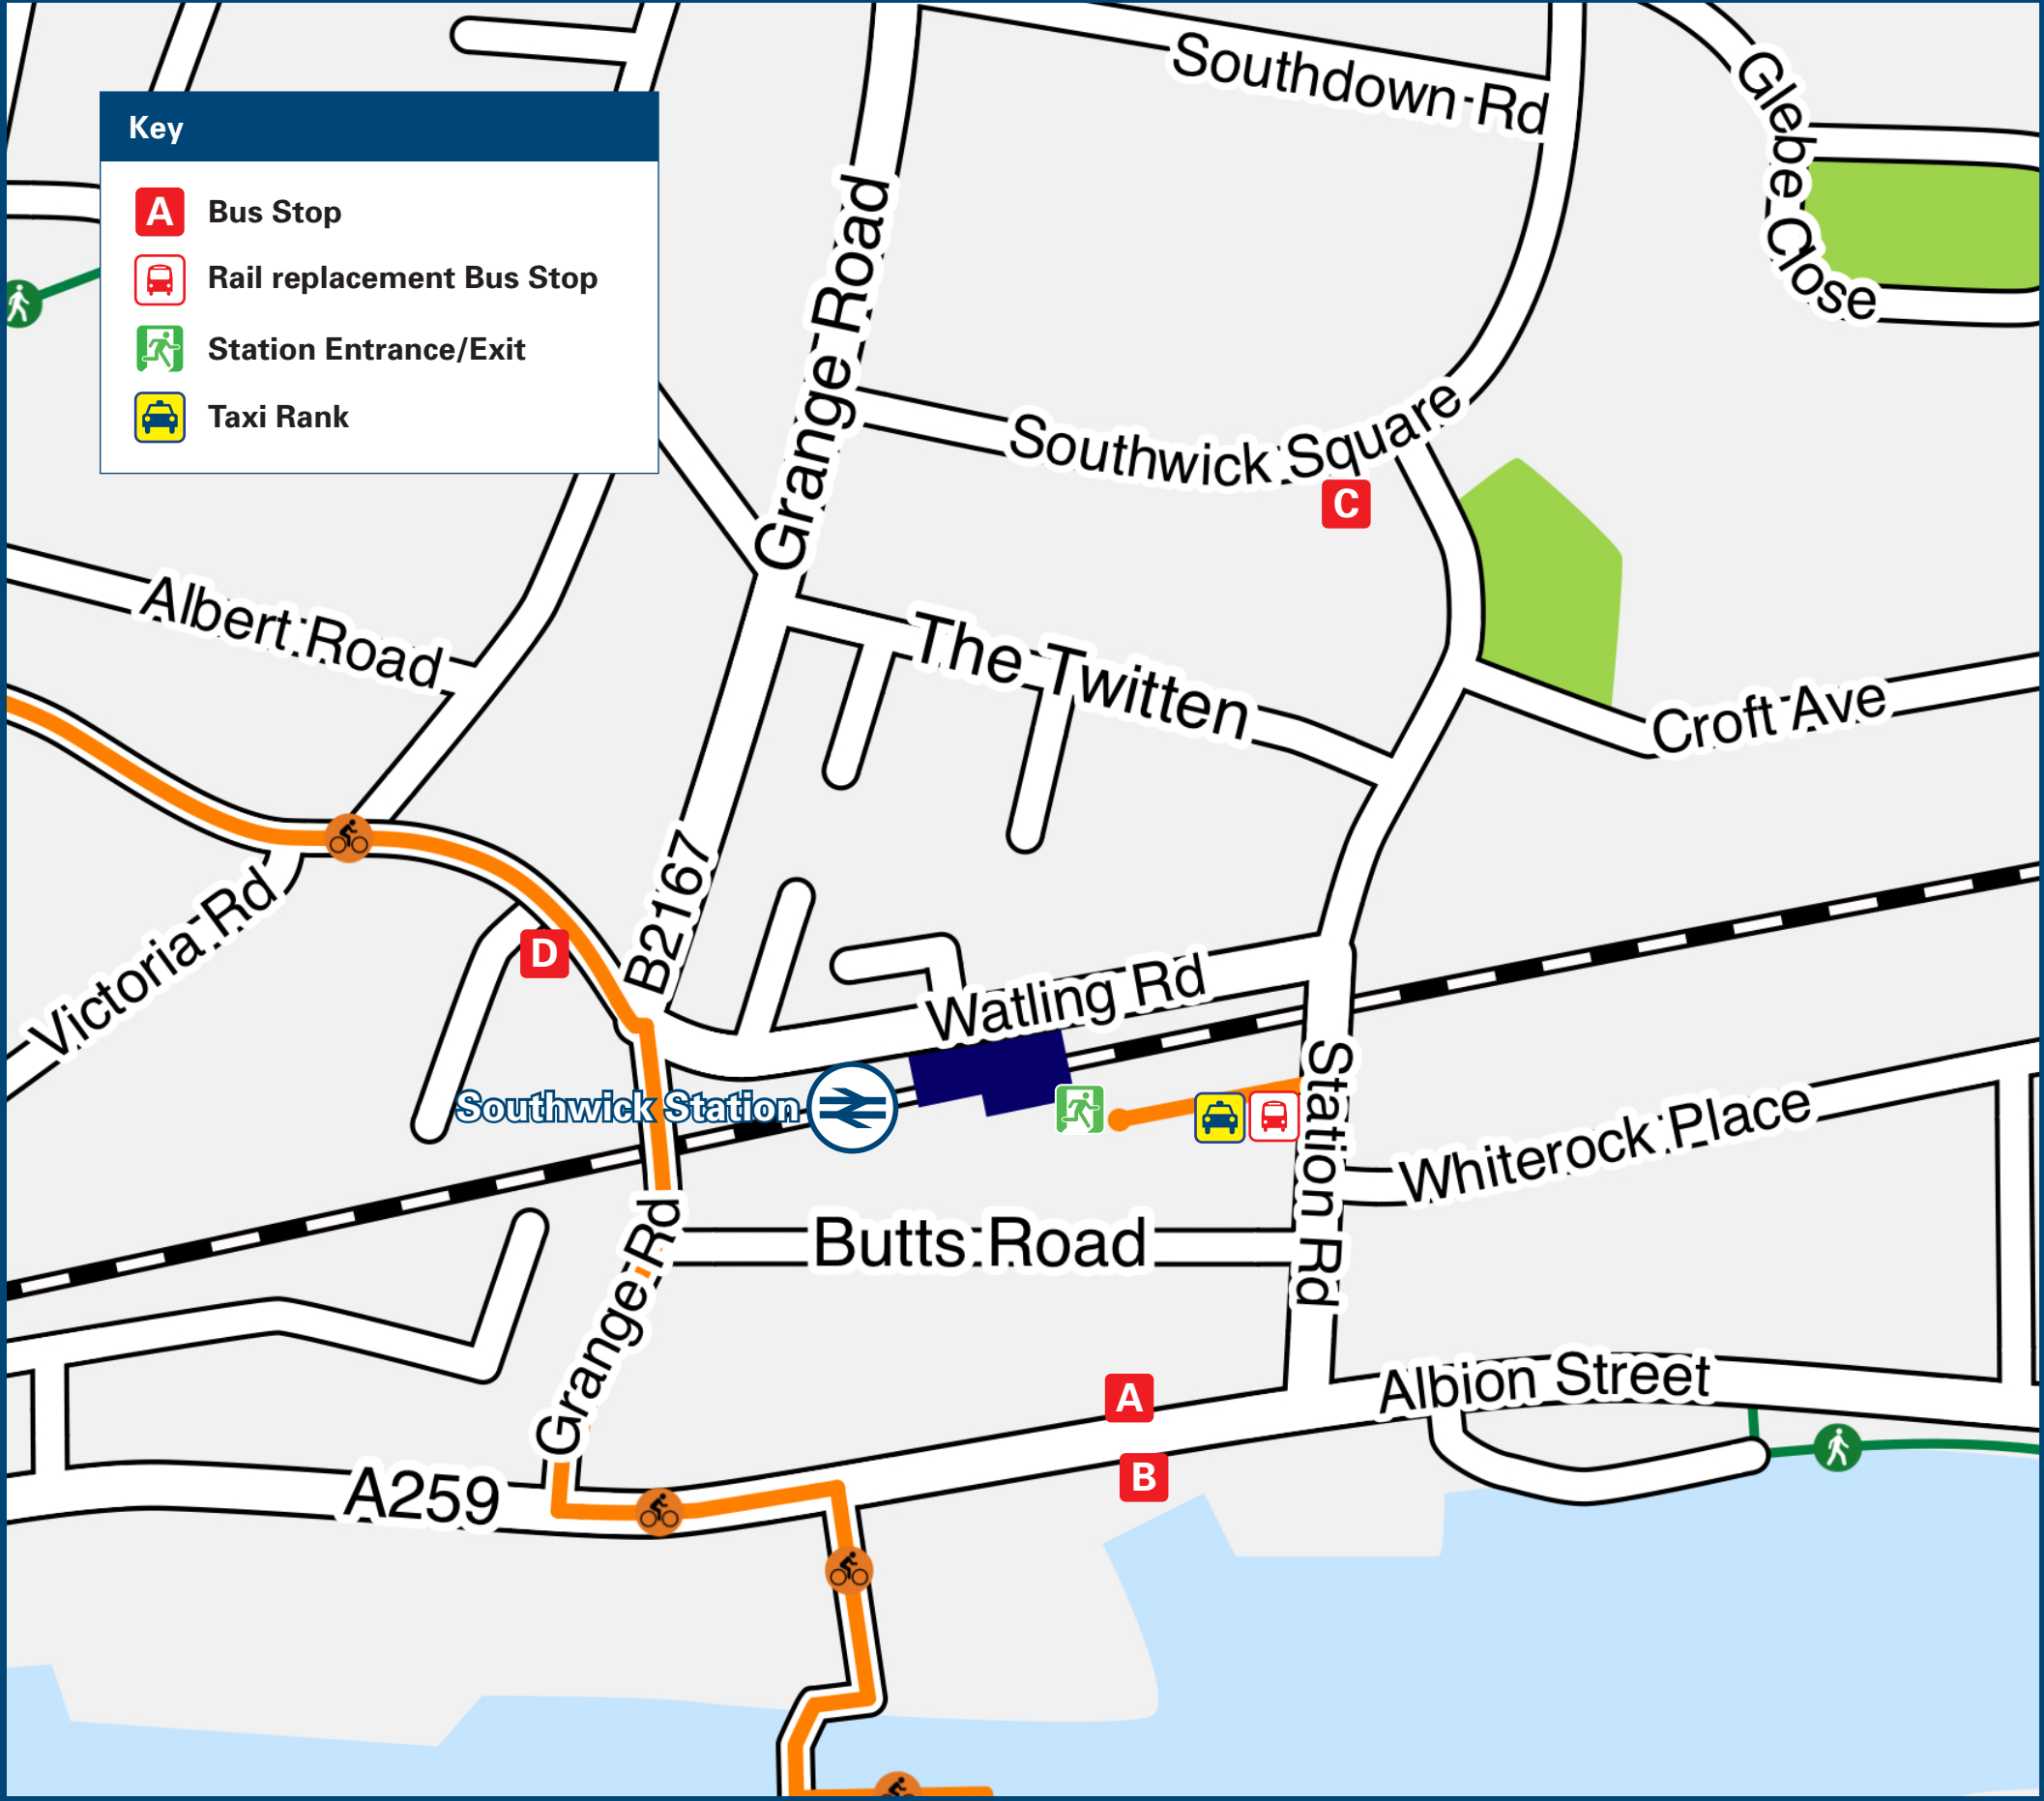 Southdown Rd
Glebe Close
Key
A Bus Stop
Rail replacement Bus Stop
Station Entrance/Exit
Taxi Rank
Grange Road
Southwick Square
C
Albert Road
The Twitten
Croft Ave
B2167
Victoria Rd
D
Watling Rd
Southwick Station
Station Rd
Whiterock Place
Butts Road
Grange Rd
A
Albion Street
B
A259